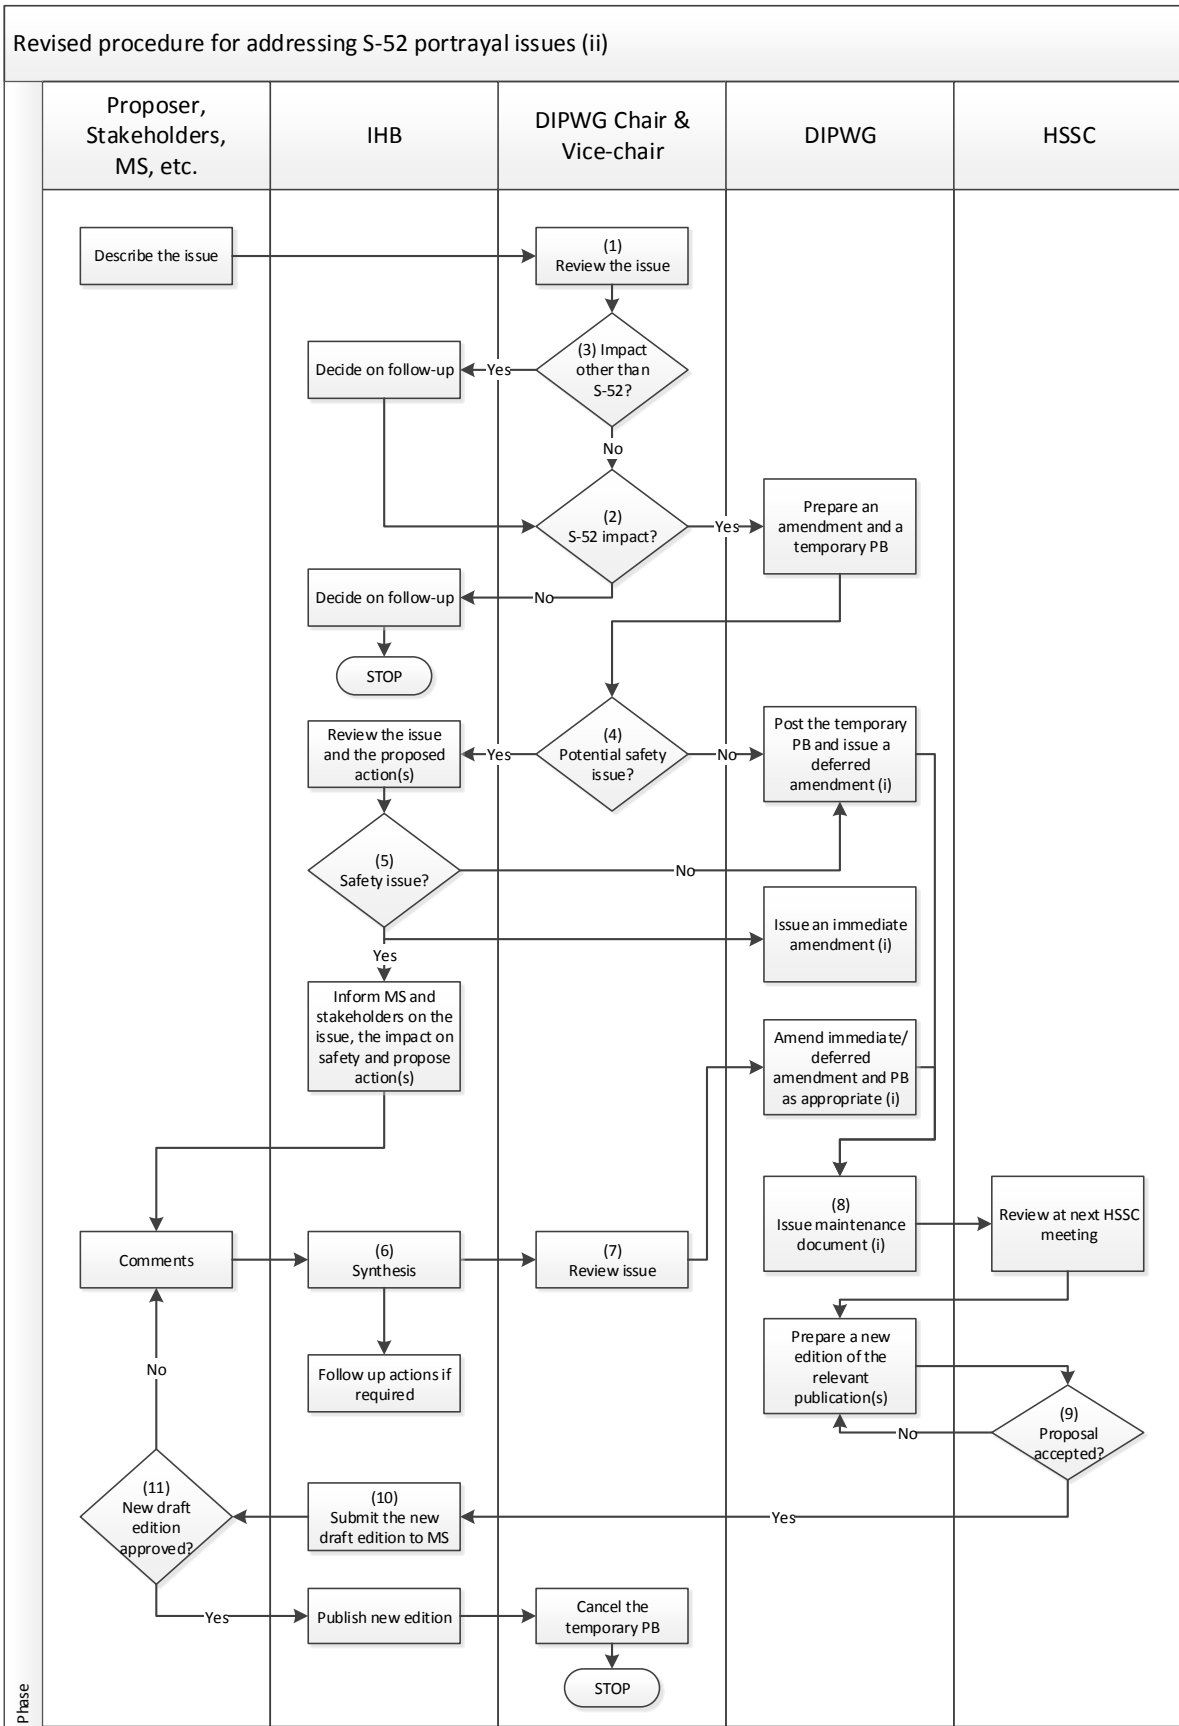 Revised procedure for addressing S-52 portrayal issues (ii)
Proposer,
Stakeholders,
MS, etc.
IHB
DIPWG Chair &
Vice-chair
DIPWG
HSSC
Describe the issue
(1)
Review the issue
(3) Impact
other than
S-52?
Yes
Decide on follow-up
No
(2)
S-52 impact?
Yes
Prepare an
amendment and a
temporary PB
No
Decide on follow-up
STOP
(4)
Potential safety
issue?
Yes
Review the issue
and the proposed
action(s)
No
Post the temporary
PB and issue a
deferred
amendment (i)
(5)
Safety issue?
No
Issue an immediate
amendment (i)
Yes
Inform MS and
stakeholders on the
issue, the impact on
safety and propose
action(s)
Amend immediate/
deferred
amendment and PB
as appropriate (i)
(8)
Issue maintenance
document (i)
Review at next HSSC
meeting
Comments
(6)
Synthesis
(7)
Review issue
No
Follow up actions if
required
Prepare a new
edition of the
relevant
publication(s)
No
(9)
Proposal
accepted?
(11)
New draft
edition
approved?
(10)
Submit the new
draft edition to MS
Yes
Yes
Publish new edition
Cancel the
temporary PB
STOP
Phase